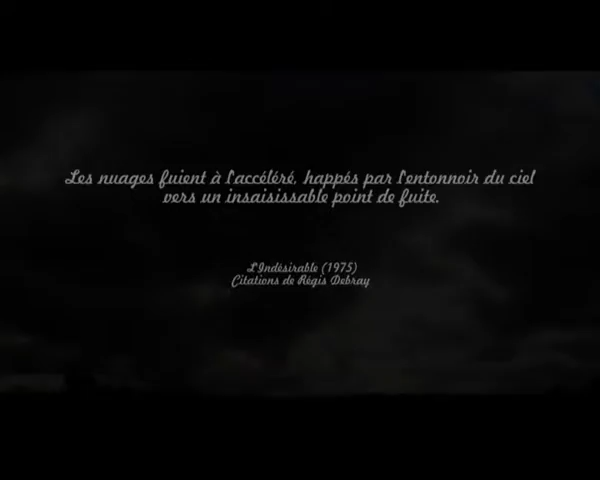 Les nuages fuient à l'accéléré, happés par l'entonnoir du ciel
vers un insaisissable point de fuite.
L'Indésirable (1975)
Citations de Régis Debray